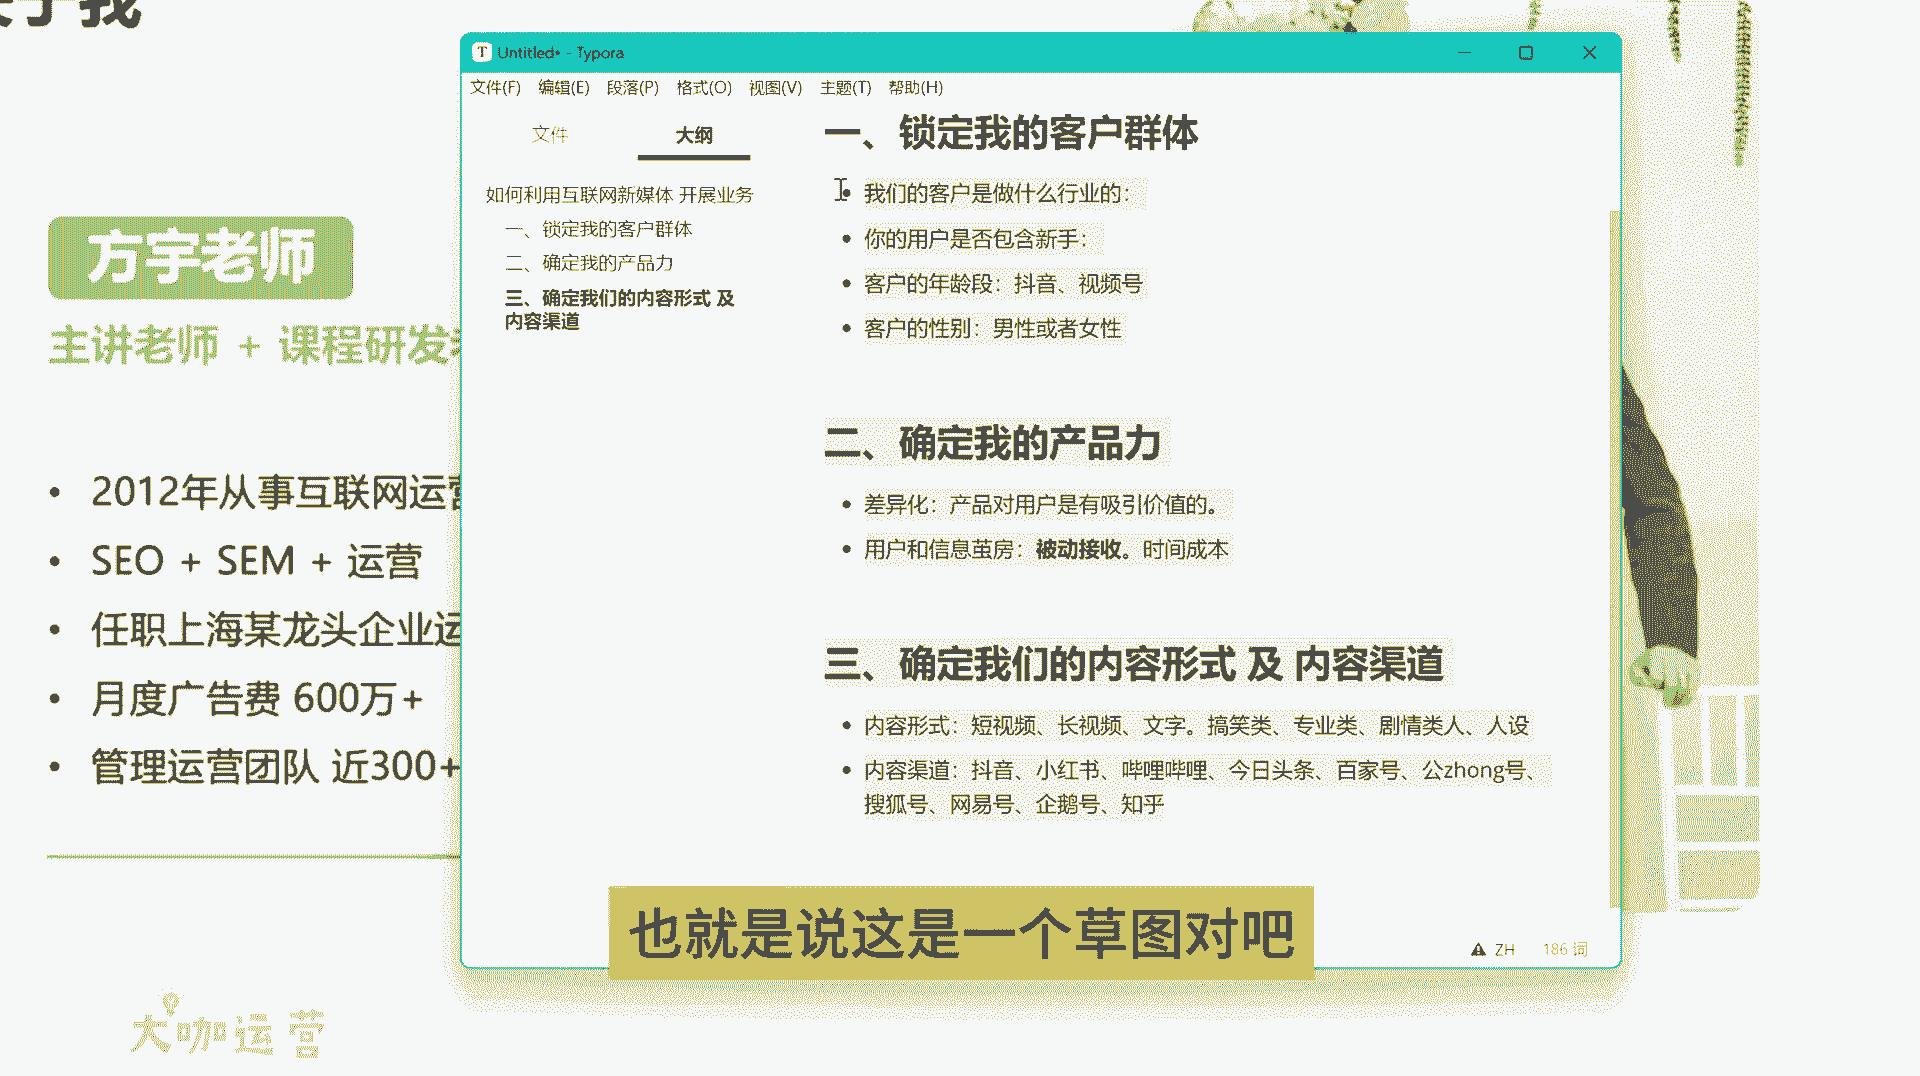 关于我
方宇老师
主讲老师 + 课程研发
2012年从事互联网运营
SEO + SEM + 运营
任职上海某龙头企业运
月度广告费 600万+
管理运营团队 近300+
大咖运营
Untitled• - Typora
文件(F) 编辑(E) 段落(P) 格式(O) 视图(V) 主题(T) 帮助(H)
文件 大纲
如何利用互联网新媒体 开展业务
一、锁定我的客户群体
二、确定我的产品力
三、确定我们的内容形式 及
内容渠道
一、锁定我的客户群体
我们的客户是做什么行业的：
你的用户是否包含新手：
客户的年龄段：抖音、视频号
客户的性别：男性或者女性
二、确定我的产品力
差异化：产品对用户是有吸引价值的。
用户和信息茧房：被动接收。时间成本
三、确定我们的内容形式 及 内容渠道
内容形式：短视频、长视频、文字。搞笑类、专业类、剧情类人、人设
内容渠道：抖音、小红书、哔哩哔哩、今日头条、百家号、公zhong号、
搜狐号、网易号、企鹅号、知乎
ZH 186 词
也就是说这是一个草图对吧